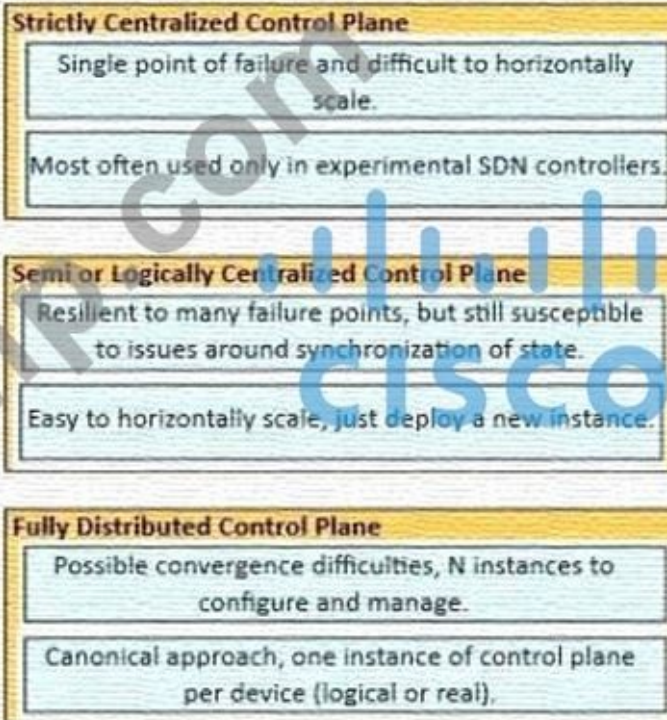 Strictly Centralized Control Plane
Single point of failure and difficult to horizontally
scale.
Most often used only in experimental SDN controllers.
Semi or Logically Centralized Control Plane
Resilient to many failure points, but still susceptible
to issues around synchronization of state.
Easy to horizontally scale, just deploy a new instance.
CISCO
Fully Distributed Control Plane
Possible convergence difficulties, N instances to
configure and manage.
Canonical approach, one instance of control plane
per device (logical or real).